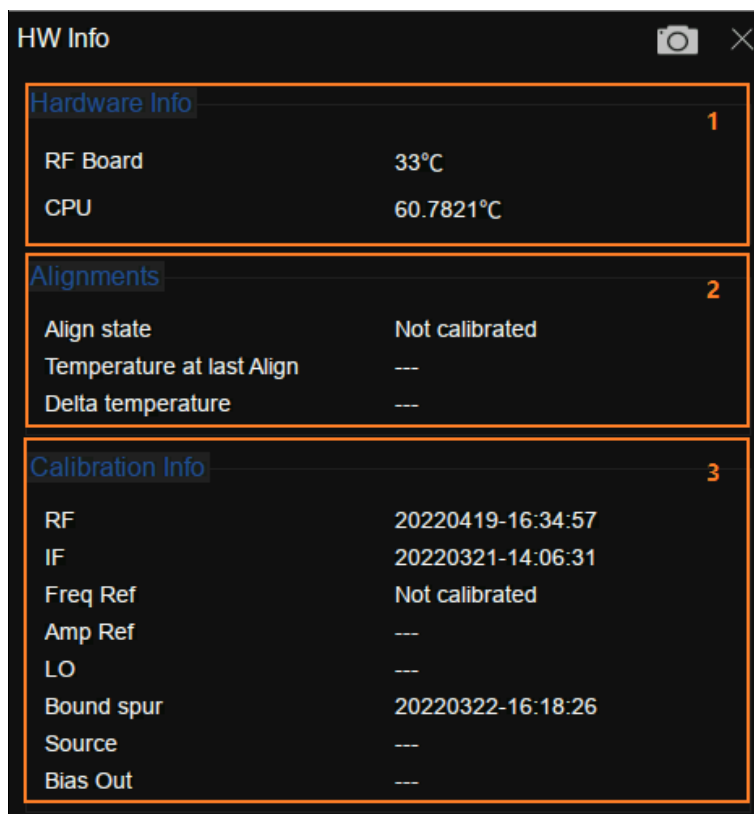 HW Info
Hardware Info
1
RF Board 33°C
CPU 60.7821°C
Alignments
2
Align state Not calibrated
Temperature at last Align ---
Delta temperature ---
Calibration Info
3
RF 20220419-16:34:57
IF 20220321-14:06:31
Freq Ref Not calibrated
Amp Ref ---
LO ---
Bound spur 20220322-16:18:26
Source ---
Bias Out ---